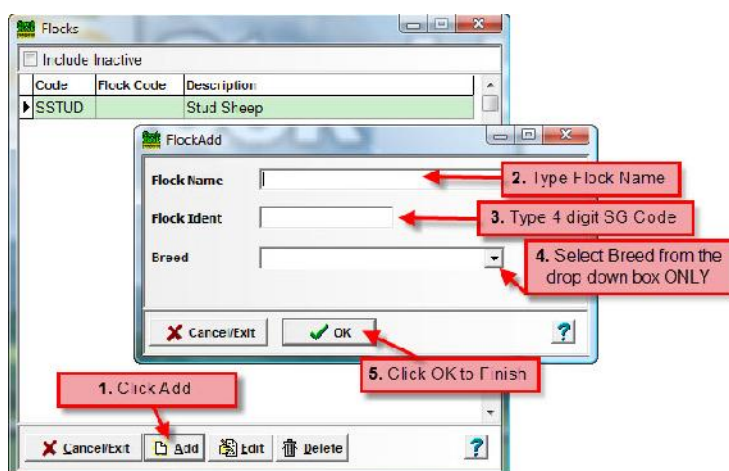 Flocks
Include Inactive
Code Flock Code Description
SSTUD Stud Sheep
FlockAdd
Flock Name
2. Type Flock Name
Flock Ident
3. Type 4 digit SG Code
Breed
4. Select Breed from the
drop down box ONLY
Cancel/Exit OK ?
5. Click OK to Finish
1. Click Add
Cancel/Exit Add Edit Delete ?